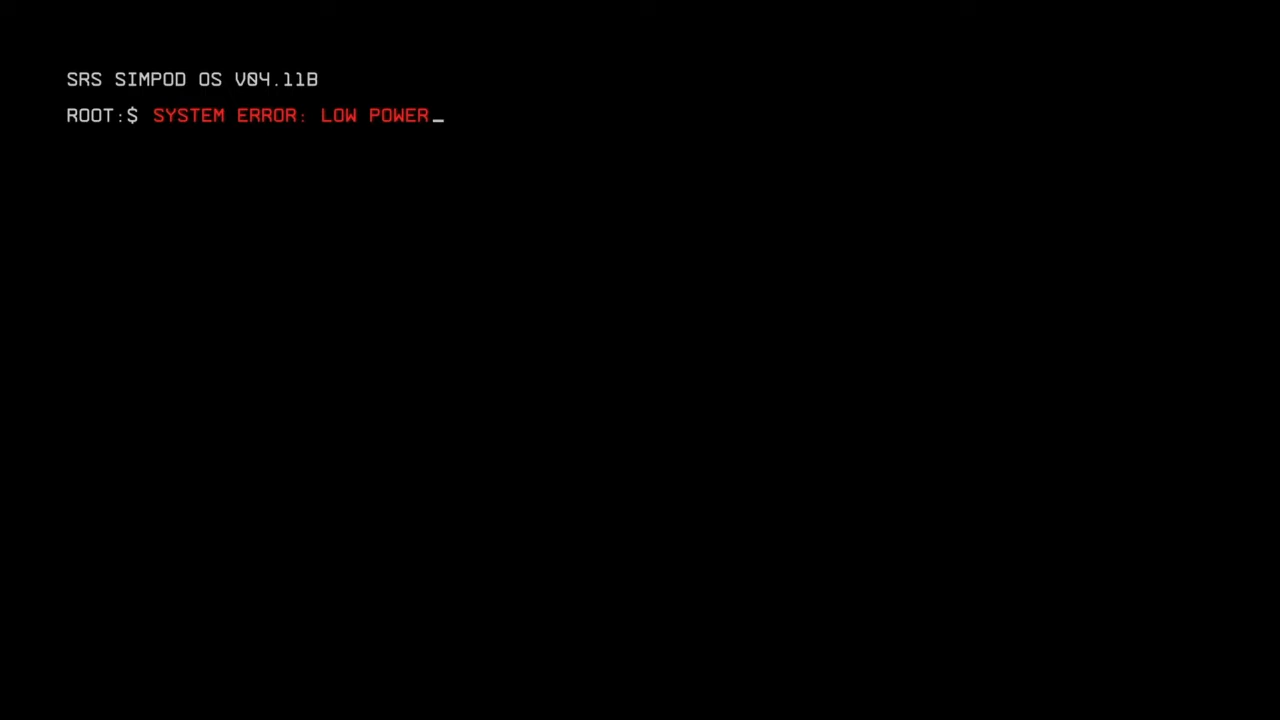 SRS SIMPOD OS V04.11B
ROOT:$ SYSTEM ERROR: LOW POWER_